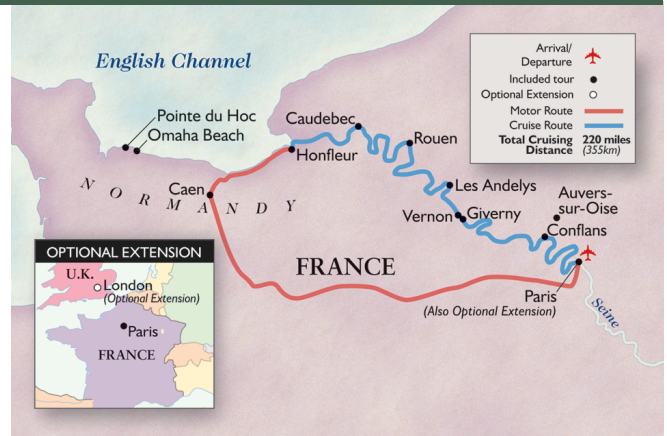 English Channel
Arrival/
Departure
Included tour
Optional Extension
Motor Route
Cruise Route
Total Cruising 220 miles
Distance (355km)
Pointe du Hoc
Omaha Beach
Caudebec
Rouen
Honfleur
Caen
NORMANDY
Les Andelys
Vernon
Giverny
Auvers-
sur-Oise
Conflans
FRANCE
Paris
(Also Optional Extension)
Seine
OPTIONAL EXTENSION
U.K.
London
(Optional Extension)
Paris
FRANCE